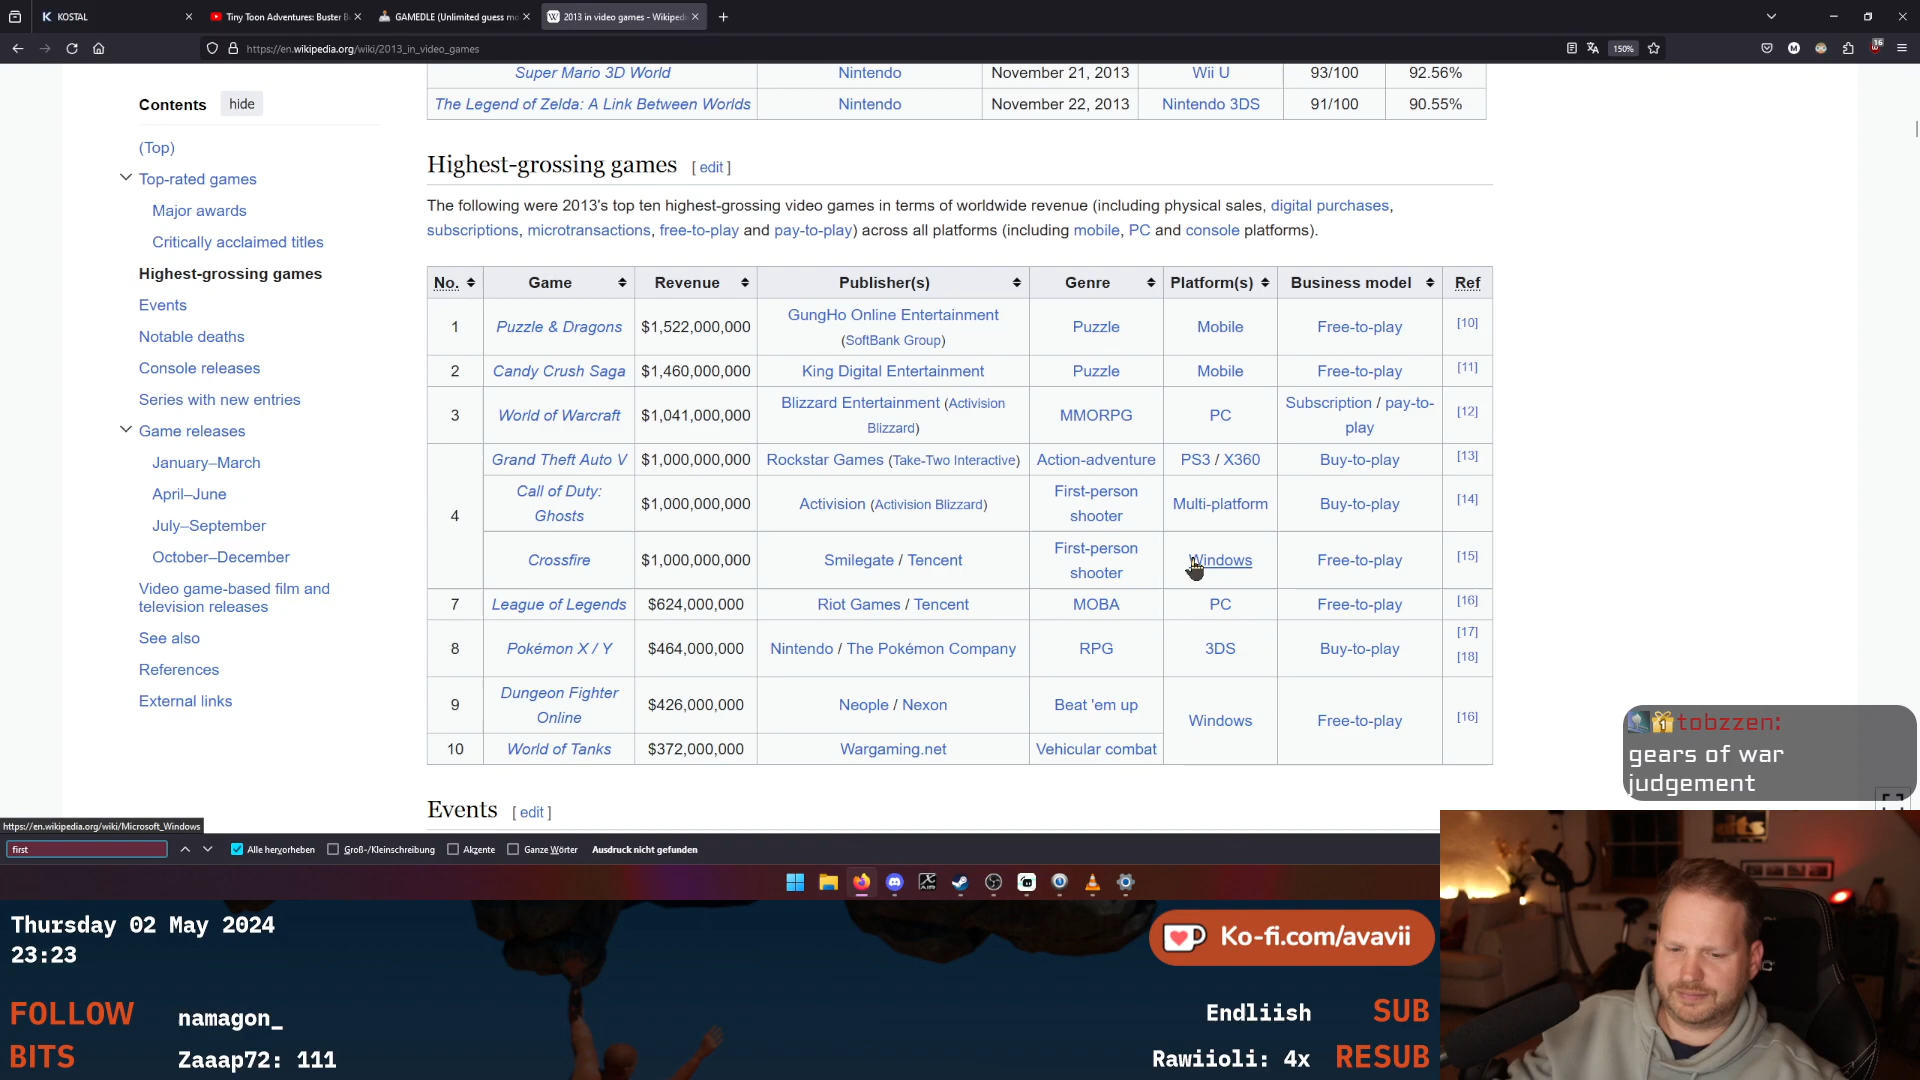 KOSTAL
Tiny Toon Adventures: Buster B
GAMEDLE (Unlimited guess mo
2013 in video games - Wikiped
https://en.wikipedia.org/wiki/2013_in_video_games
150%
16
Contents
hide
(Top)
Top-rated games
Major awards
Critically acclaimed titles
Highest-grossing games
Events
Notable deaths
Console releases
Series with new entries
Game releases
January–March
April–June
July–September
October–December
Video game-based film and
television releases
See also
References
External links
Super Mario 3D World Nintendo November 21, 2013 Wii U 93/100 92.56%
The Legend of Zelda: A Link Between Worlds Nintendo November 22, 2013 Nintendo 3DS 91/100 90.55%
Highest-grossing games [ edit ]
The following were 2013's top ten highest-grossing video games in terms of worldwide revenue (including physical sales, digital purchases,
subscriptions, microtransactions, free-to-play and pay-to-play) across all platforms (including mobile, PC and console platforms).
No. Game Revenue Publisher(s) Genre Platform(s) Business model Ref
1 Puzzle & Dragons $1,522,000,000 GungHo Online Entertainment
(SoftBank Group) Puzzle Mobile Free-to-play [10]
2 Candy Crush Saga $1,460,000,000 King Digital Entertainment Puzzle Mobile Free-to-play [11]
3 World of Warcraft $1,041,000,000 Blizzard Entertainment (Activision
Blizzard) MMORPG PC Subscription / pay-to-
play [12]
4 Grand Theft Auto V $1,000,000,000 Rockstar Games (Take-Two Interactive) Action-adventure PS3 / X360 Buy-to-play [13]
Call of Duty:
Ghosts $1,000,000,000 Activision (Activision Blizzard) First-person
shooter Multi-platform Buy-to-play [14]
Crossfire $1,000,000,000 Smilegate / Tencent First-person
shooter Windows Free-to-play [15]
7 League of Legends $624,000,000 Riot Games / Tencent MOBA PC Free-to-play [16]
8 Pokémon X / Y $464,000,000 Nintendo / The Pokémon Company RPG 3DS Buy-to-play [17]
[18]
9 Dungeon Fighter
Online $426,000,000 Neople / Nexon Beat 'em up Windows Free-to-play [16]
10 World of Tanks $372,000,000 Wargaming.net Vehicular combat
Events [ edit ]
tobzzen:
gears of war
judgement
https://en.wikipedia.org/wiki/Microsoft_Windows
first
Alle hervorheben
Groß-/Kleinschreibung
Akzente
Ganze Wörter
Ausdruck nicht gefunden
Thursday 02 May 2024
23:23
Ko-fi.com/avavii
FOLLOW namagon_
BITS Zaaap72: 111
Endliish SUB
Rawiioli: 4x RESUB